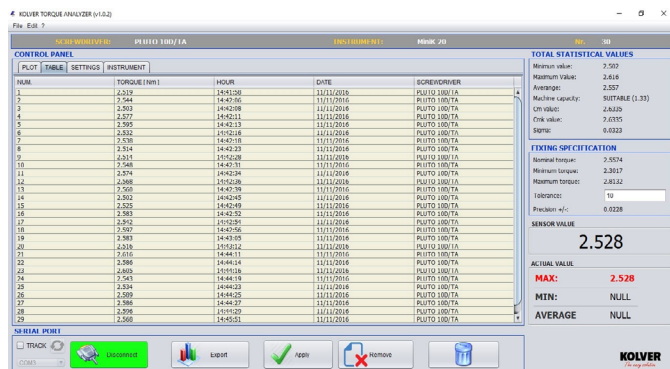 KOLVER TORQUE ANALYZER (v1.0.2)
File Edit ?
SCREWDRIVER: PLUTO 10D/TA INSTRUMENT: MiniK 20 Nr. 30
CONTROL PANEL
PLOT TABLE SETTINGS INSTRUMENT
NUM. TORQUE [ Nm ] HOUR DATE SCREWDRIVER
1 2.519 14:41:58 11/11/2016 PLUTO 10D/TA
2 2.544 14:42:06 11/11/2016 PLUTO 10D/TA
3 2.503 14:42:08 11/11/2016 PLUTO 10D/TA
4 2.577 14:42:11 11/11/2016 PLUTO 10D/TA
5 2.595 14:42:13 11/11/2016 PLUTO 10D/TA
6 2.532 14:42:16 11/11/2016 PLUTO 10D/TA
7 2.538 14:42:18 11/11/2016 PLUTO 10D/TA
8 2.514 14:42:23 11/11/2016 PLUTO 10D/TA
9 2.514 14:42:28 11/11/2016 PLUTO 10D/TA
10 2.548 14:42:31 11/11/2016 PLUTO 10D/TA
11 2.574 14:42:34 11/11/2016 PLUTO 10D/TA
12 2.568 14:42:36 11/11/2016 PLUTO 10D/TA
13 2.560 14:42:39 11/11/2016 PLUTO 10D/TA
14 2.502 14:42:45 11/11/2016 PLUTO 10D/TA
15 2.525 14:42:49 11/11/2016 PLUTO 10D/TA
16 2.583 14:42:52 11/11/2016 PLUTO 10D/TA
17 2.542 14:42:54 11/11/2016 PLUTO 10D/TA
18 2.597 14:42:56 11/11/2016 PLUTO 10D/TA
19 2.583 14:43:05 11/11/2016 PLUTO 10D/TA
20 2.516 14:43:12 11/11/2016 PLUTO 10D/TA
21 2.616 14:44:11 11/11/2016 PLUTO 10D/TA
22 2.586 14:44:14 11/11/2016 PLUTO 10D/TA
23 2.605 14:44:16 11/11/2016 PLUTO 10D/TA
24 2.543 14:44:19 11/11/2016 PLUTO 10D/TA
25 2.534 14:44:23 11/11/2016 PLUTO 10D/TA
26 2.589 14:44:25 11/11/2016 PLUTO 10D/TA
27 2.586 14:44:27 11/11/2016 PLUTO 10D/TA
28 2.596 14:44:29 11/11/2016 PLUTO 10D/TA
29 2.568 14:45:51 11/11/2016 PLUTO 10D/TA
TOTAL STATISTICAL VALUES
Minimun value: 2.502
Maximum Value: 2.616
Averange: 2.557
Machine capacity: SUITABLE (1.33)
Cm value: 2.6335
Cmk value: 2.6335
Sigma: 0.0323
FIXING SPECIFICATION
Nominal torque: 2.5574
Minimum torque: 2.3017
Maximum torque: 2.8132
Tolerance: 10
Precision +/-: 0.0228
SENSOR VALUE
2.528
ACTUAL VALUE
MAX: 2.528
MIN: NULL
AVERAGE NULL
SERIAL PORT
TRACK
COM3
Disconnect
Export
Apply
Remove
KOLVER